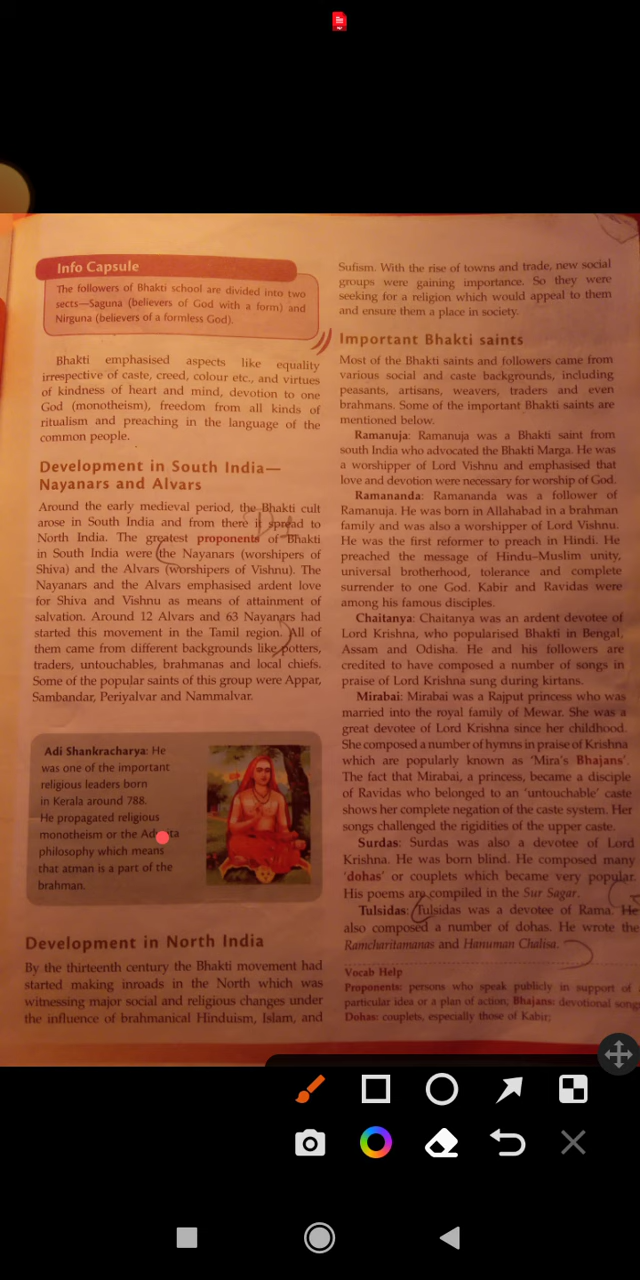 Info Capsule
The followers of Bhakti school are divided into two
sects—Saguna (believers of God with a form) and
Nirguna (believers of a formless God).
Bhakti emphasised aspects like equality
irrespective of caste, creed, colour etc., and virtues
of kindness of heart and mind, devotion to one
God (monotheism), freedom from all kinds of
ritualism and preaching in the language of the
common people.
Development in South India—
Nayanars and Alvars
Around the early medieval period, the Bhakti cult
arose in South India and from there it spread to
North India. The greatest proponents of Bhakti
in South India were the Nayanars (worshipers of
Shiva) and the Alvars (worshipers of Vishnu). The
Nayanars and the Alvars emphasised ardent love
for Shiva and Vishnu as means of attainment of
salvation. Around 12 Alvars and 63 Nayanars had
started this movement in the Tamil region. All of
them came from different backgrounds like potters,
traders, untouchables, brahmanas and local chiefs.
Some of the popular saints of this group were Appar,
Sambandar, Periyalvar and Nammalvar.
Adi Shankracharya: He
was one of the important
religious leaders born
in Kerala around 788.
He propagated religious
monotheism or the
philosophy which means
that atman is a part of the
brahman.
Development in North India
By the thirteenth century the Bhakti movement had
started making inroads in the North which was
witnessing major social and religious changes under
the influence of brahmanical Hinduism, Islam, and
Sufism. With the rise of towns and trade, new social
groups were gaining importance. So they were
seeking for a religion which would appeal to them
and ensure them a place in society.
Important Bhakti saints
Most of the Bhakti saints and followers came from
various social and caste backgrounds, including
peasants, artisans, weavers, traders and even
brahmans. Some of the important Bhakti saints are
mentioned below.
Ramanuja: Ramanuja was a Bhakti saint from
south India who advocated the Bhakti Marga. He was
a worshipper of Lord Vishnu and emphasised that
love and devotion were necessary for worship of God.
Ramananda: Ramananda was a follower of
Ramanuja. He was born in Allahabad in a brahman
family and was also a worshipper of Lord Vishnu.
He was the first reformer to preach in Hindi. He
preached the message of Hindu–Muslim unity,
universal brotherhood, tolerance and complete
surrender to one God. Kabir and Ravidas were
among his famous disciples.
Chaitanya: Chaitanya was an ardent devotee of
Lord Krishna, who popularised Bhakti in Bengal,
Assam and Odisha. He and his followers are
credited to have composed a number of songs in
praise of Lord Krishna sung during kirtans.
Mirabai: Mirabai was a Rajput princess who was
married into the royal family of Mewar. She was a
great devotee of Lord Krishna since her childhood.
She composed a number of hymns in praise of Krishna
which are popularly known as 'Mira's Bhajans'.
The fact that Mirabai, a princess, became a disciple
of Ravidas who belonged to an 'untouchable' caste
shows her complete negation of the caste system. Her
songs challenged the rigidities of the upper caste.
Surdas: Surdas was also a devotee of Lord
Krishna. He was born blind. He composed many
'dohas' or couplets which became very popular.
His poems are compiled in the Sur Sagar.
Tulsidas: Tulsidas was a devotee of Rama. He
also composed a number of dohas. He wrote the
Ramcharitamanas and Hanuman Chalisa.
Vocab Help
Proponents: persons who speak publicly in support of
particular idea or a plan of action, Bhajans: devotional song
Dohas: couplets, especially those of Kabir;